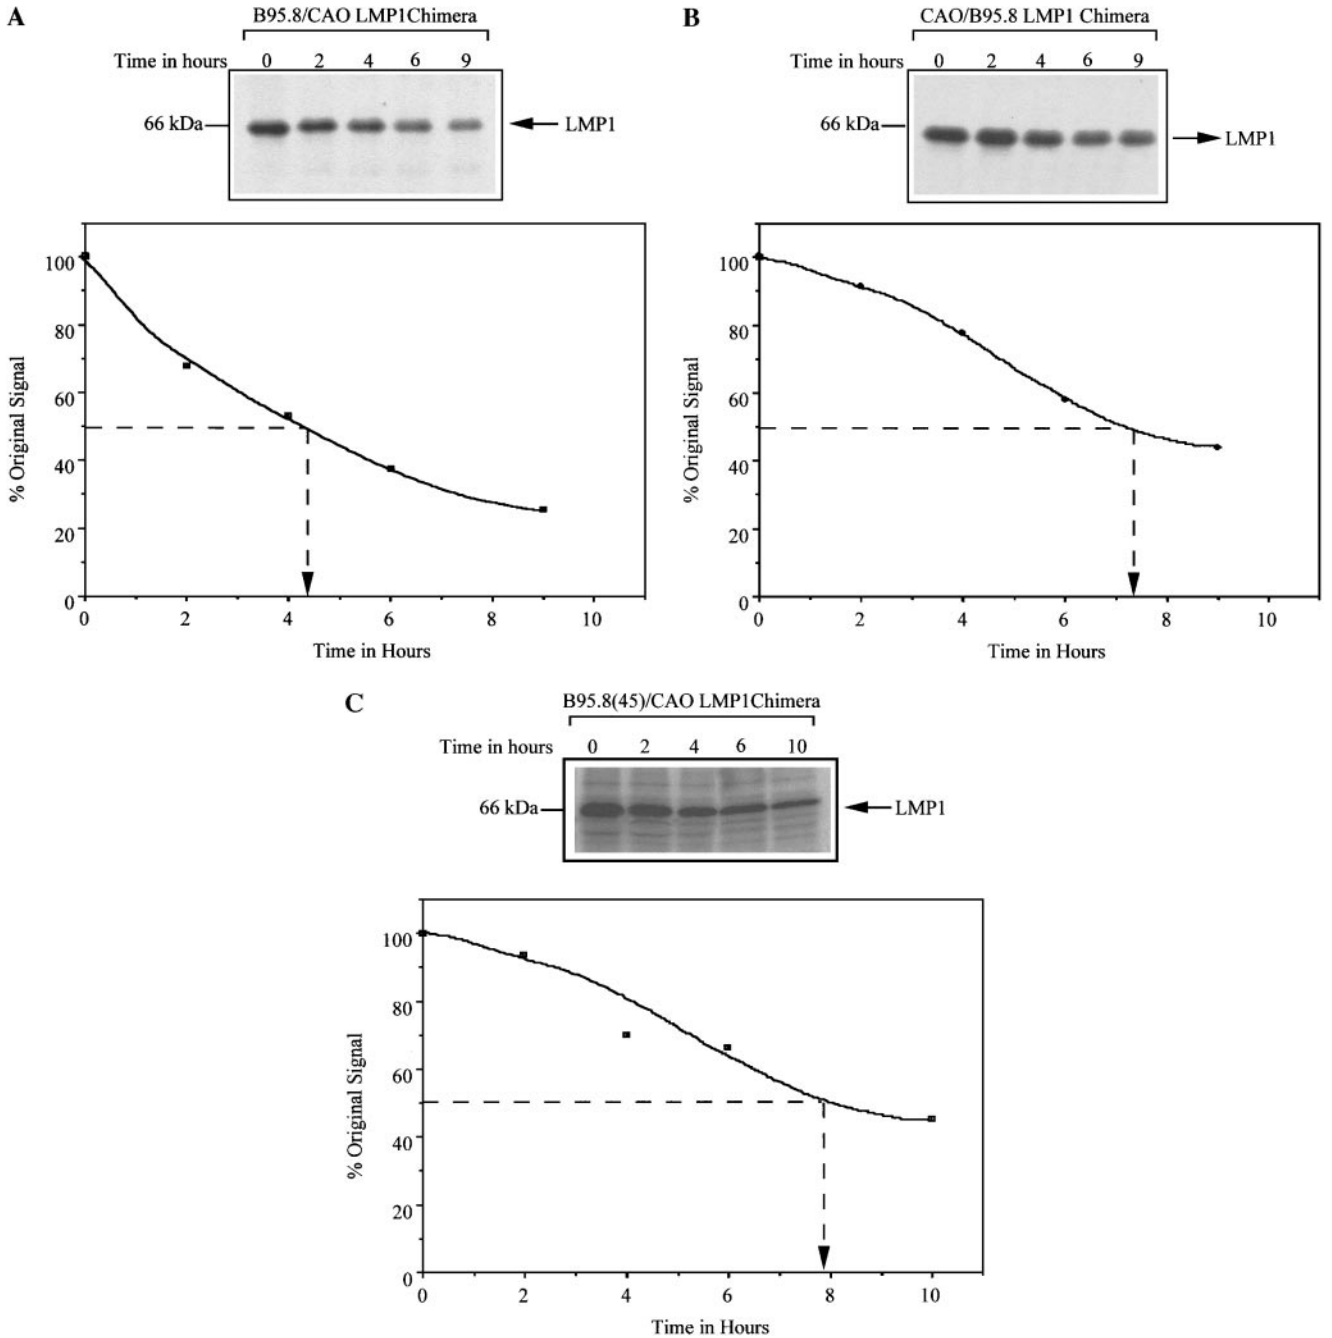 A
B95.8/CAO LMP1Chimera
Time in hours 0 2 4 6 9
66 kDa
LMP1
100
80
60
40
20
0
% Original Signal
0 2 4 6 8 10
Time in Hours
B
CAO/B95.8 LMP1 Chimera
Time in hours 0 2 4 6 9
66 kDa
LMP1
100
80
60
40
20
0
% Original Signal
0 2 4 6 8 10
Time in Hours
C
B95.8(45)/CAO LMP1Chimera
Time in hours 0 2 4 6 10
66 kDa
LMP1
100
80
60
40
20
0
% Original Signal
0 2 4 6 8 10
Time in Hours